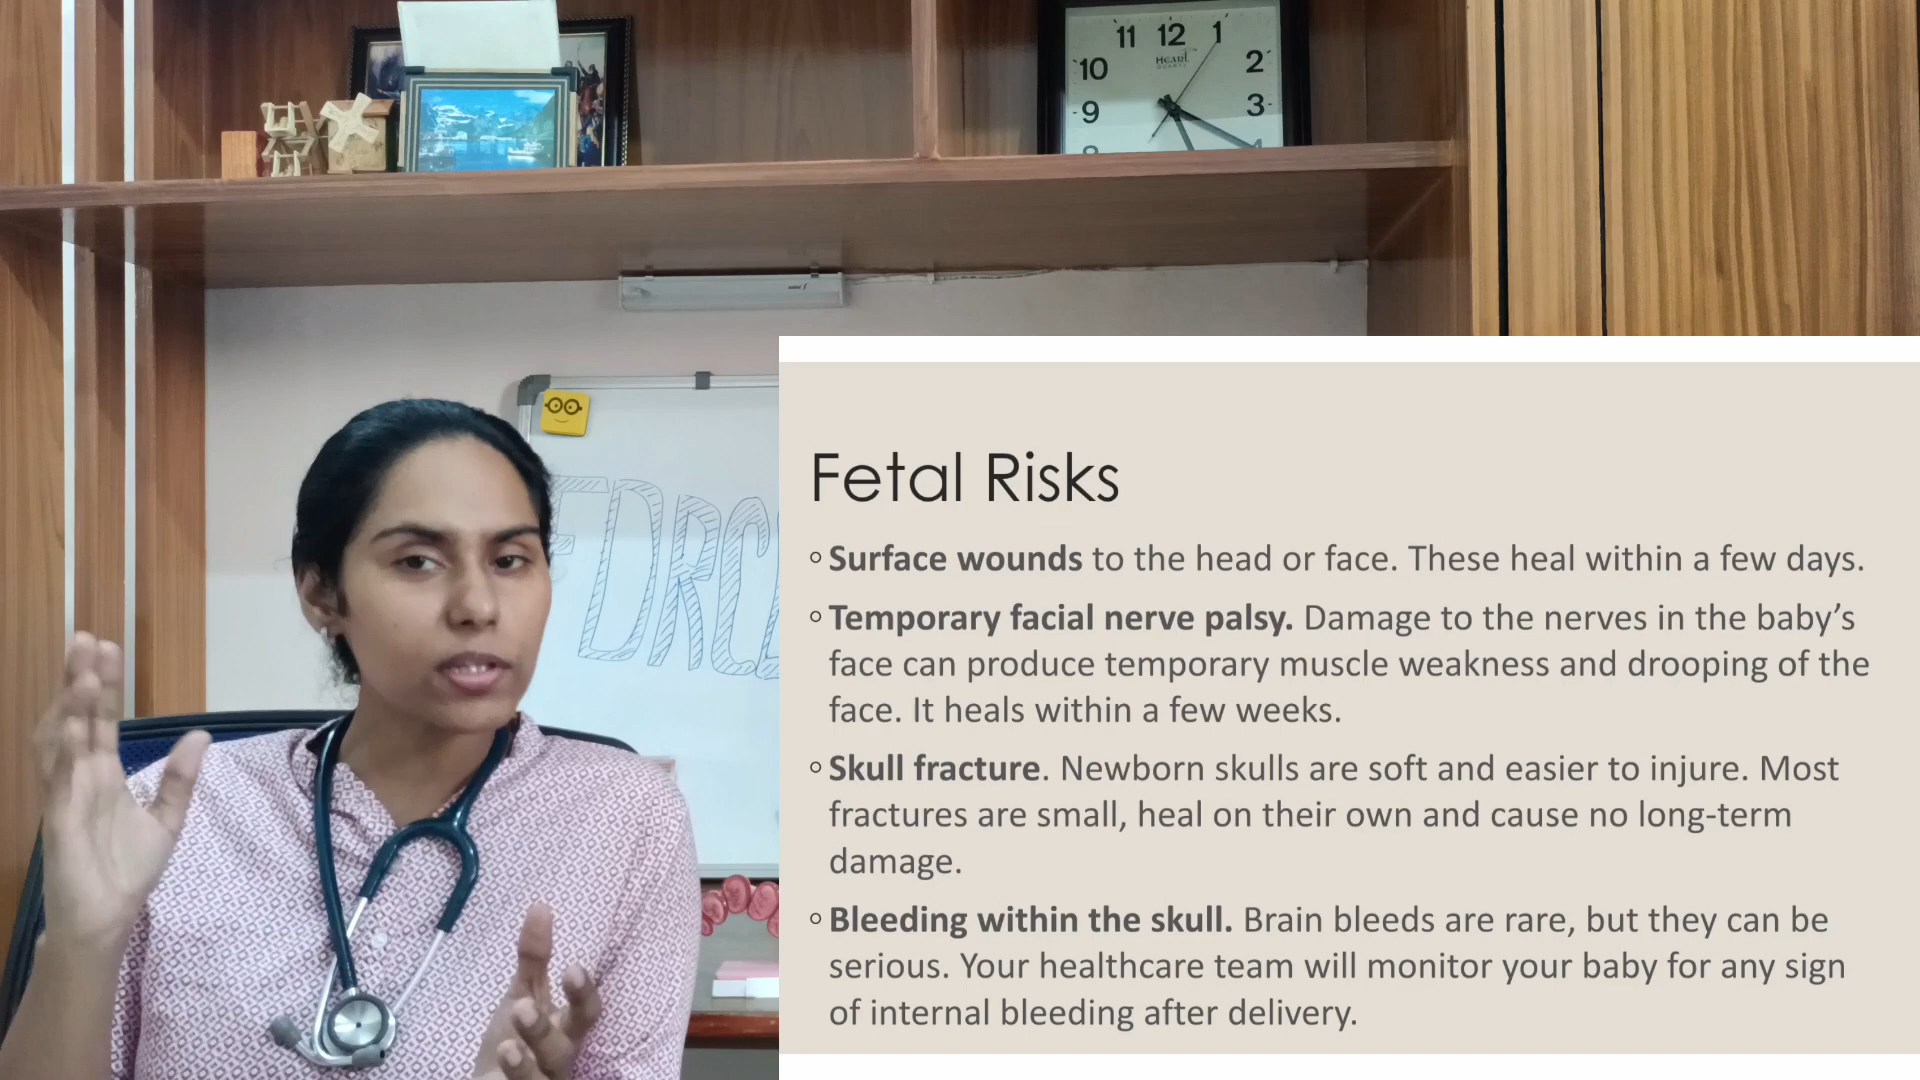 11 12 1
10 2
9 3
HEART
QUARTZ
EDRC
Fetal Risks
◦ Surface wounds to the head or face. These heal within a few days.
◦ Temporary facial nerve palsy. Damage to the nerves in the baby’s
face can produce temporary muscle weakness and drooping of the
face. It heals within a few weeks.
◦ Skull fracture. Newborn skulls are soft and easier to injure. Most
fractures are small, heal on their own and cause no long-term
damage.
◦ Bleeding within the skull. Brain bleeds are rare, but they can be
serious. Your healthcare team will monitor your baby for any sign
of internal bleeding after delivery.